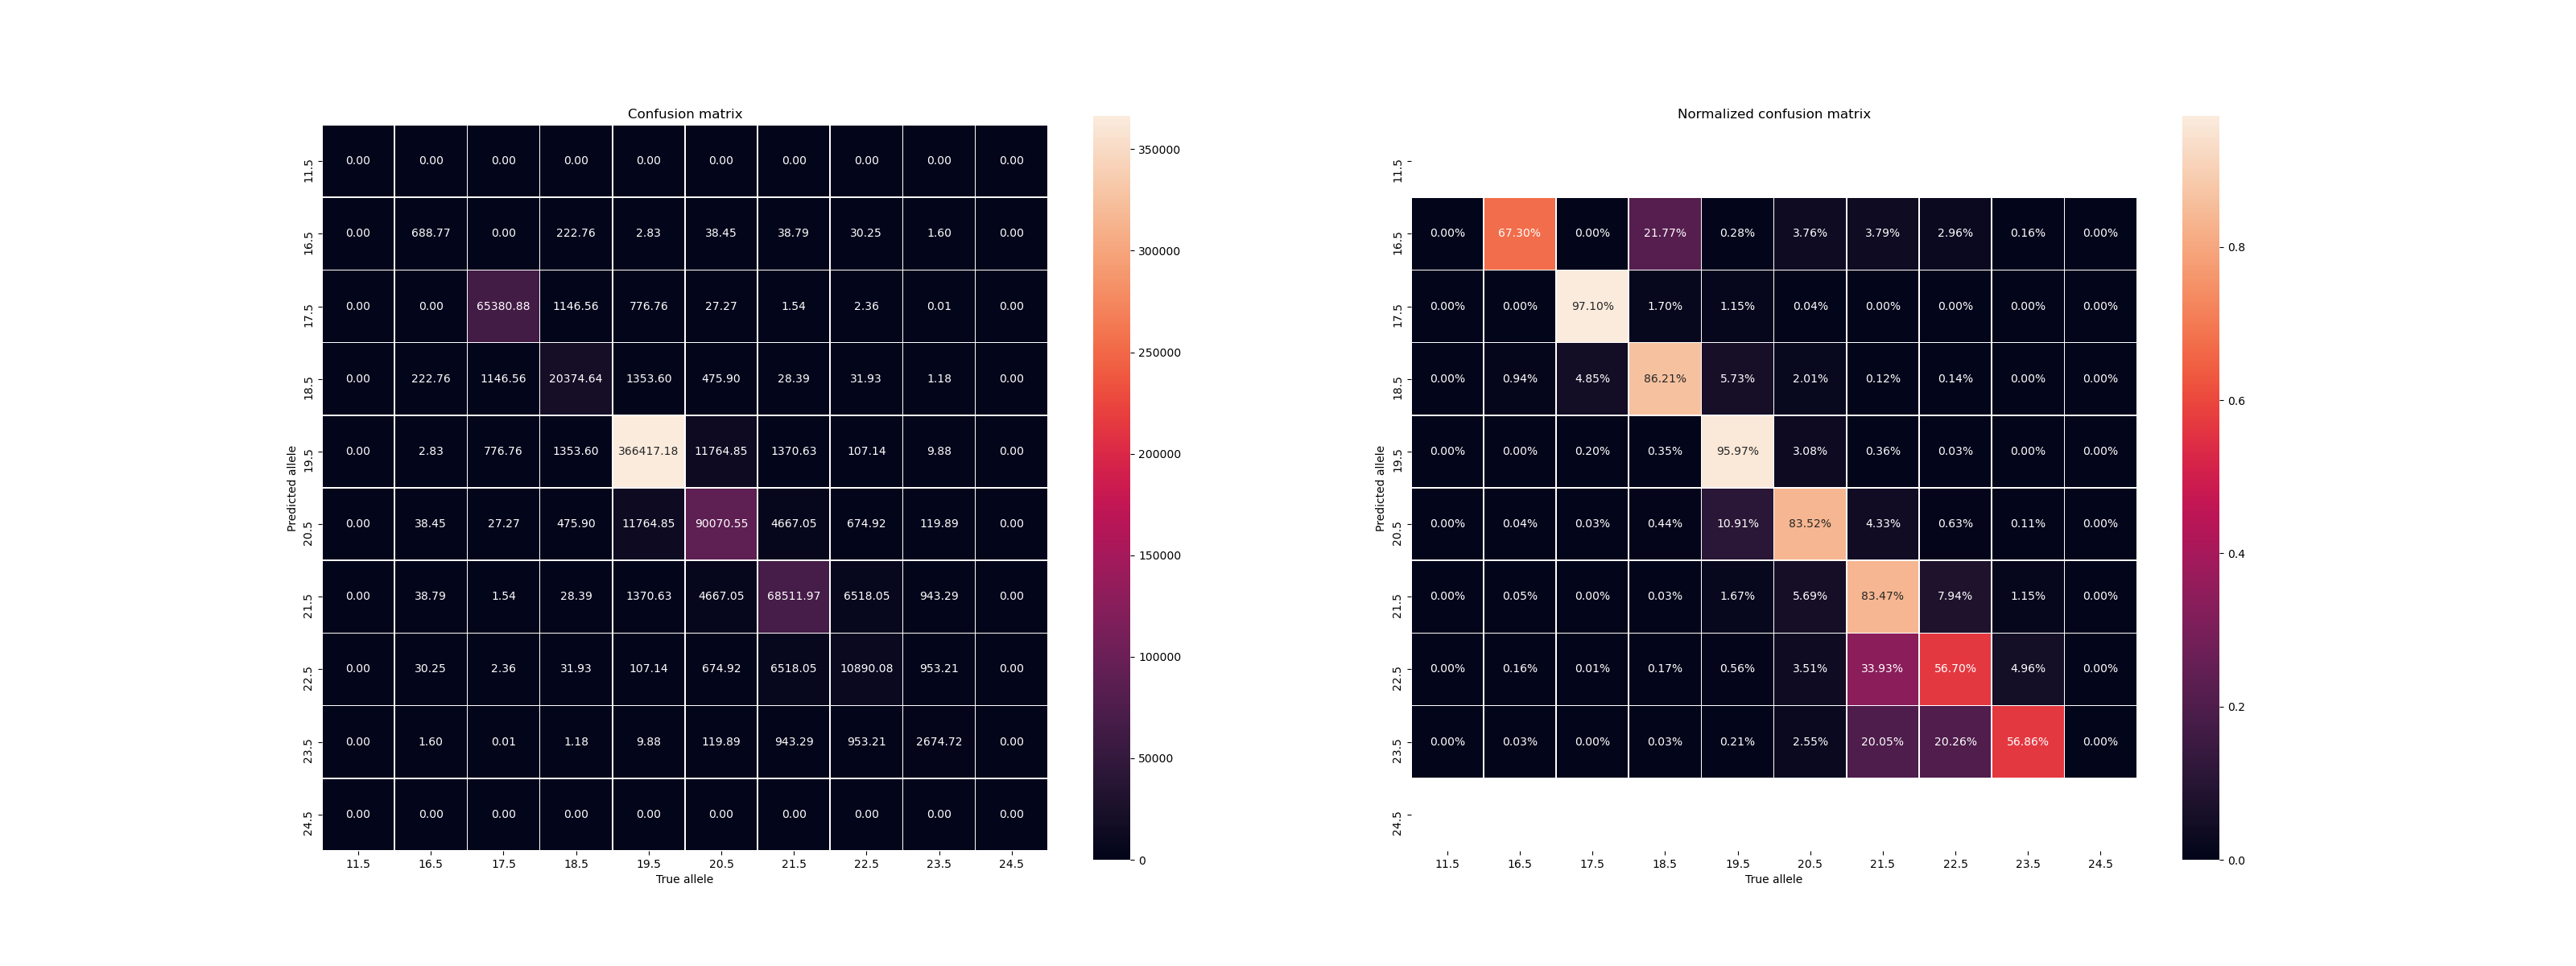 Confusion matrix
11.5 0.00 0.00 0.00 0.00 0.00 0.00 0.00 0.00 0.00 0.00
16.5 0.00 688.77 0.00 222.76 2.83 38.45 38.79 30.25 1.60 0.00
17.5 0.00 0.00 65380.88 1146.56 776.76 27.27 1.54 2.36 0.01 0.00
18.5 0.00 222.76 1146.56 20374.64 1353.60 475.90 28.39 31.93 1.18 0.00
19.5 0.00 2.83 776.76 1353.60 366417.18 11764.85 1370.63 107.14 9.88 0.00
20.5 0.00 38.45 27.27 475.90 11764.85 90070.55 4667.05 674.92 119.89 0.00
21.5 0.00 38.79 1.54 28.39 1370.63 4667.05 68511.97 6518.05 943.29 0.00
22.5 0.00 30.25 2.36 31.93 107.14 674.92 6518.05 10890.08 953.21 0.00
23.5 0.00 1.60 0.01 1.18 9.88 119.89 943.29 953.21 2674.72 0.00
24.5 0.00 0.00 0.00 0.00 0.00 0.00 0.00 0.00 0.00 0.00
11.5 16.5 17.5 18.5 19.5 20.5 21.5 22.5 23.5 24.5
True allele
Predicted allele
350000
300000
250000
200000
150000
100000
50000
0
Normalized confusion matrix
11.5
16.5 0.00% 67.30% 0.00% 21.77% 0.28% 3.76% 3.79% 2.96% 0.16% 0.00%
17.5 0.00% 0.00% 97.10% 1.70% 1.15% 0.04% 0.00% 0.00% 0.00% 0.00%
18.5 0.00% 0.94% 4.85% 86.21% 5.73% 2.01% 0.12% 0.14% 0.00% 0.00%
19.5 0.00% 0.00% 0.20% 0.35% 95.97% 3.08% 0.36% 0.03% 0.00% 0.00%
20.5 0.00% 0.04% 0.03% 0.44% 10.91% 83.52% 4.33% 0.63% 0.11% 0.00%
21.5 0.00% 0.05% 0.00% 0.03% 1.67% 5.69% 83.47% 7.94% 1.15% 0.00%
22.5 0.00% 0.16% 0.01% 0.17% 0.56% 3.51% 33.93% 56.70% 4.96% 0.00%
23.5 0.00% 0.03% 0.00% 0.03% 0.21% 2.55% 20.05% 20.26% 56.86% 0.00%
24.5
11.5 16.5 17.5 18.5 19.5 20.5 21.5 22.5 23.5 24.5
True allele
Predicted allele
0.8
0.6
0.4
0.2
0.0